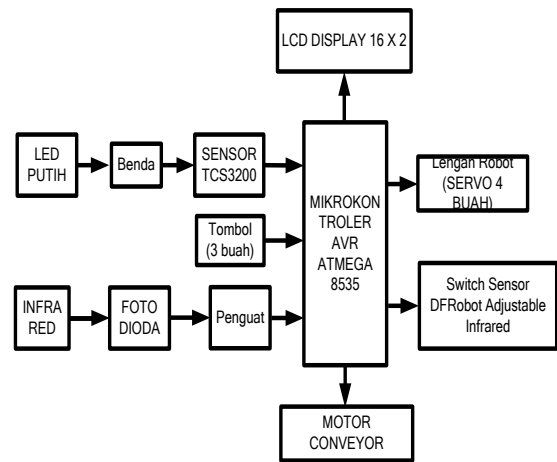 LCD DISPLAY 16 X 2
LED
PUTIH
Benda
SENSOR
TCS3200
Lengan Robot
(SERVO 4
BUAH)
MIKROKON
TROLER
AVR
ATMEGA
8535
Tombol
(3 buah)
INFRA
RED
FOTO
DIODA
Penguat
Switch Sensor
DFRobot Adjustable
Infrared
MOTOR
CONVEYOR